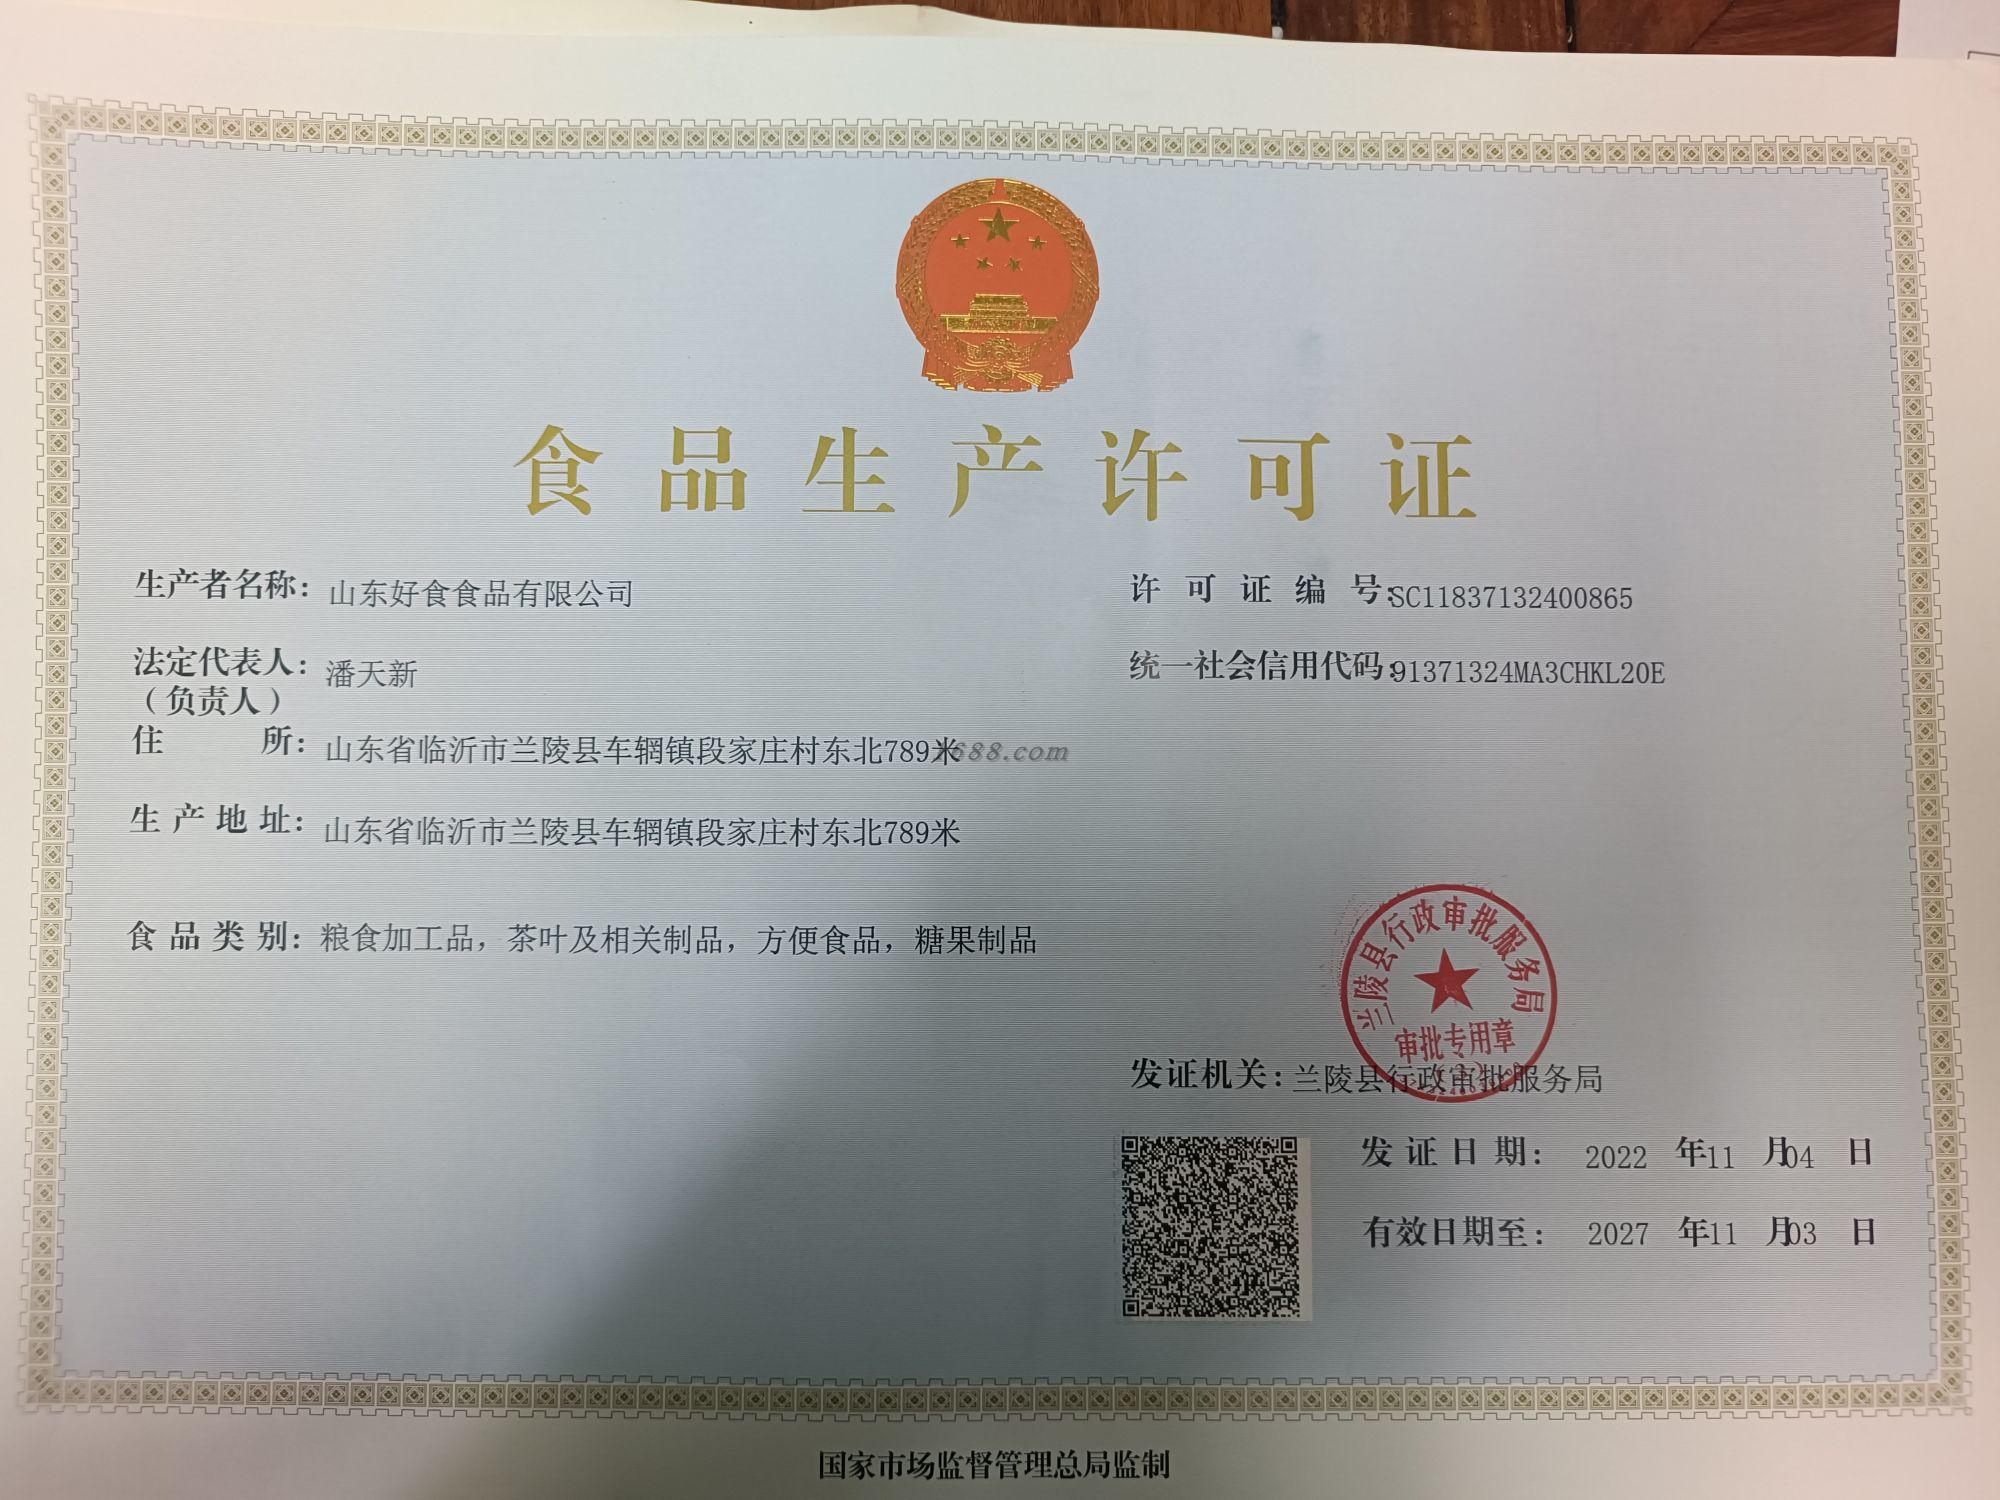 食品生产许可证
生产者名称：山东好食食品有限公司
许可证编号：SC11837132400865
法定代表人：潘天新
（负责人）
统一社会信用代码：91371324MA3CHKL20E
住所：山东省临沂市兰陵县车辋镇段家庄村东北789米
1688.com
生产地址：山东省临沂市兰陵县车辋镇段家庄村东北789米
食品类别：粮食加工品，茶叶及相关制品，方便食品，糖果制品
兰陵县行政审批服务局
审批专用章
发证机关：兰陵县行政审批服务局
发证日期：2022年11月04日
有效日期至：2027年11月03日
国家市场监督管理总局监制